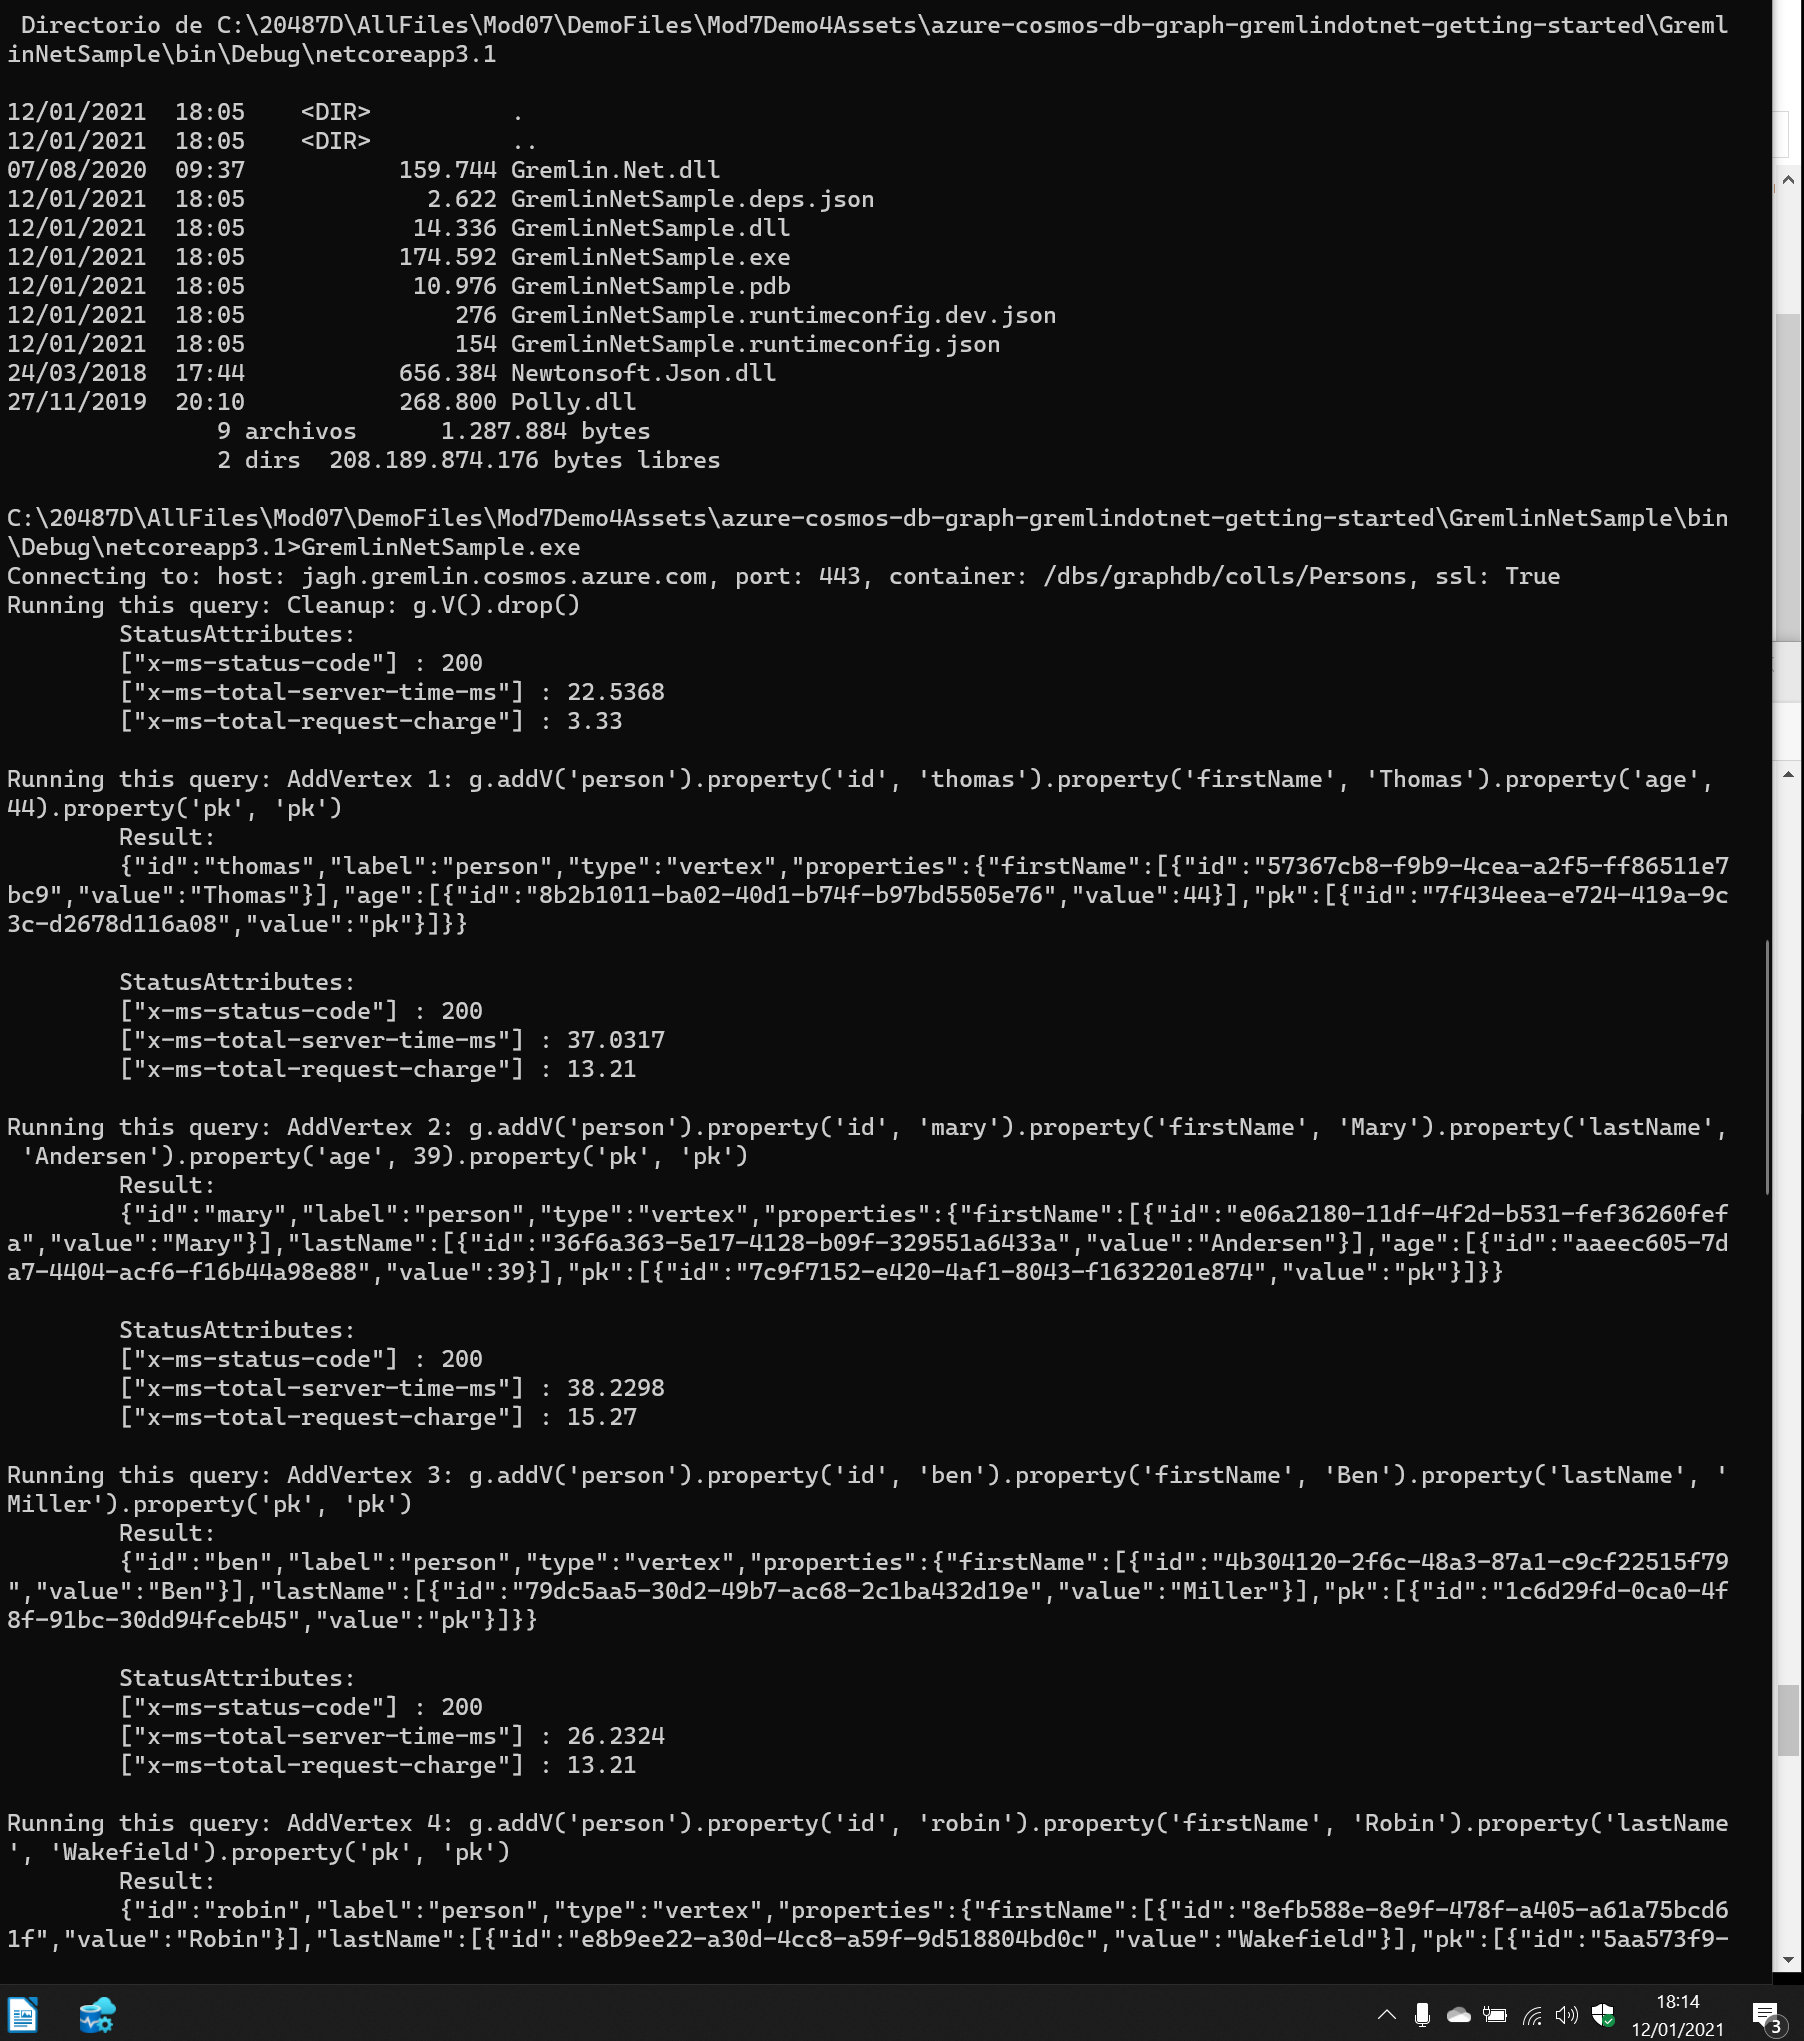 Directorio de C:\20487D\AllFiles\Mod07\DemoFiles\Mod7Demo4Assets\azure-cosmos-db-graph-gremlindotnet-getting-started\Greml
inNetSample\bin\Debug\netcoreapp3.1
12/01/2021  18:05    <DIR>          .
12/01/2021  18:05    <DIR>          ..
07/08/2020  09:37           159.744 Gremlin.Net.dll
12/01/2021  18:05             2.622 GremlinNetSample.deps.json
12/01/2021  18:05            14.336 GremlinNetSample.dll
12/01/2021  18:05           174.592 GremlinNetSample.exe
12/01/2021  18:05            10.976 GremlinNetSample.pdb
12/01/2021  18:05               276 GremlinNetSample.runtimeconfig.dev.json
12/01/2021  18:05               154 GremlinNetSample.runtimeconfig.json
24/03/2018  17:44           656.384 Newtonsoft.Json.dll
27/11/2019  20:10           268.800 Polly.dll
               9 archivos      1.287.884 bytes
               2 dirs  208.189.874.176 bytes libres
C:\20487D\AllFiles\Mod07\DemoFiles\Mod7Demo4Assets\azure-cosmos-db-graph-gremlindotnet-getting-started\GremlinNetSample\bin
\Debug\netcoreapp3.1>GremlinNetSample.exe
Connecting to: host: jagh.gremlin.cosmos.azure.com, port: 443, container: /dbs/graphdb/colls/Persons, ssl: True
Running this query: Cleanup: g.V().drop()
        StatusAttributes:
        ["x-ms-status-code"] : 200
        ["x-ms-total-server-time-ms"] : 22.5368
        ["x-ms-total-request-charge"] : 3.33
Running this query: AddVertex 1: g.addV('person').property('id', 'thomas').property('firstName', 'Thomas').property('age',
44).property('pk', 'pk')
        Result:
        {"id":"thomas","label":"person","type":"vertex","properties":{"firstName":[{"id":"57367cb8-f9b9-4cea-a2f5-ff86511e7
bc9","value":"Thomas"}],"age":[{"id":"8b2b1011-ba02-40d1-b74f-b97bd5505e76","value":44}],"pk":[{"id":"7f434eea-e724-419a-9c
3c-d2678d116a08","value":"pk"}]}}
        StatusAttributes:
        ["x-ms-status-code"] : 200
        ["x-ms-total-server-time-ms"] : 37.0317
        ["x-ms-total-request-charge"] : 13.21
Running this query: AddVertex 2: g.addV('person').property('id', 'mary').property('firstName', 'Mary').property('lastName',
 'Andersen').property('age', 39).property('pk', 'pk')
        Result:
        {"id":"mary","label":"person","type":"vertex","properties":{"firstName":[{"id":"e06a2180-11df-4f2d-b531-fef36260fef
a","value":"Mary"}],"lastName":[{"id":"36f6a363-5e17-4128-b09f-329551a6433a","value":"Andersen"}],"age":[{"id":"aaeec605-7d
a7-4404-acf6-f16b44a98e88","value":39}],"pk":[{"id":"7c9f7152-e420-4af1-8043-f1632201e874","value":"pk"}]}}
        StatusAttributes:
        ["x-ms-status-code"] : 200
        ["x-ms-total-server-time-ms"] : 38.2298
        ["x-ms-total-request-charge"] : 15.27
Running this query: AddVertex 3: g.addV('person').property('id', 'ben').property('firstName', 'Ben').property('lastName', '
Miller').property('pk', 'pk')
        Result:
        {"id":"ben","label":"person","type":"vertex","properties":{"firstName":[{"id":"4b304120-2f6c-48a3-87a1-c9cf22515f79
","value":"Ben"}],"lastName":[{"id":"79dc5aa5-30d2-49b7-ac68-2c1ba432d19e","value":"Miller"}],"pk":[{"id":"1c6d29fd-0ca0-4f
8f-91bc-30dd94fceb45","value":"pk"}]}}
        StatusAttributes:
        ["x-ms-status-code"] : 200
        ["x-ms-total-server-time-ms"] : 26.2324
        ["x-ms-total-request-charge"] : 13.21
Running this query: AddVertex 4: g.addV('person').property('id', 'robin').property('firstName', 'Robin').property('lastName
', 'Wakefield').property('pk', 'pk')
        Result:
        {"id":"robin","label":"person","type":"vertex","properties":{"firstName":[{"id":"8efb588e-8e9f-478f-a405-a61a75bcd6
1f","value":"Robin"}],"lastName":[{"id":"e8b9ee22-a30d-4cc8-a59f-9d518804bd0c","value":"Wakefield"}],"pk":[{"id":"5aa573f9-
18:14
12/01/2021
3